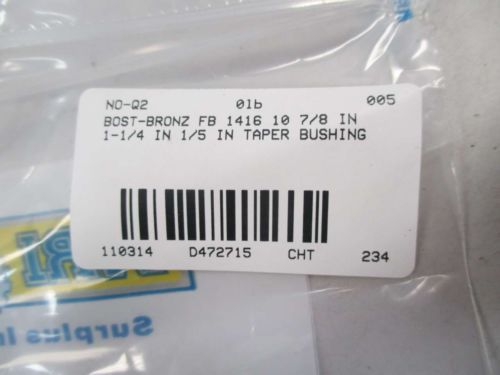 NO-Q2 01b 005
BOST-BRONZ FB 1416 10 7/8 IN
1-1/4 IN 1/5 IN TAPER BUSHING
110314 D472715 CHT 234
Surplus In